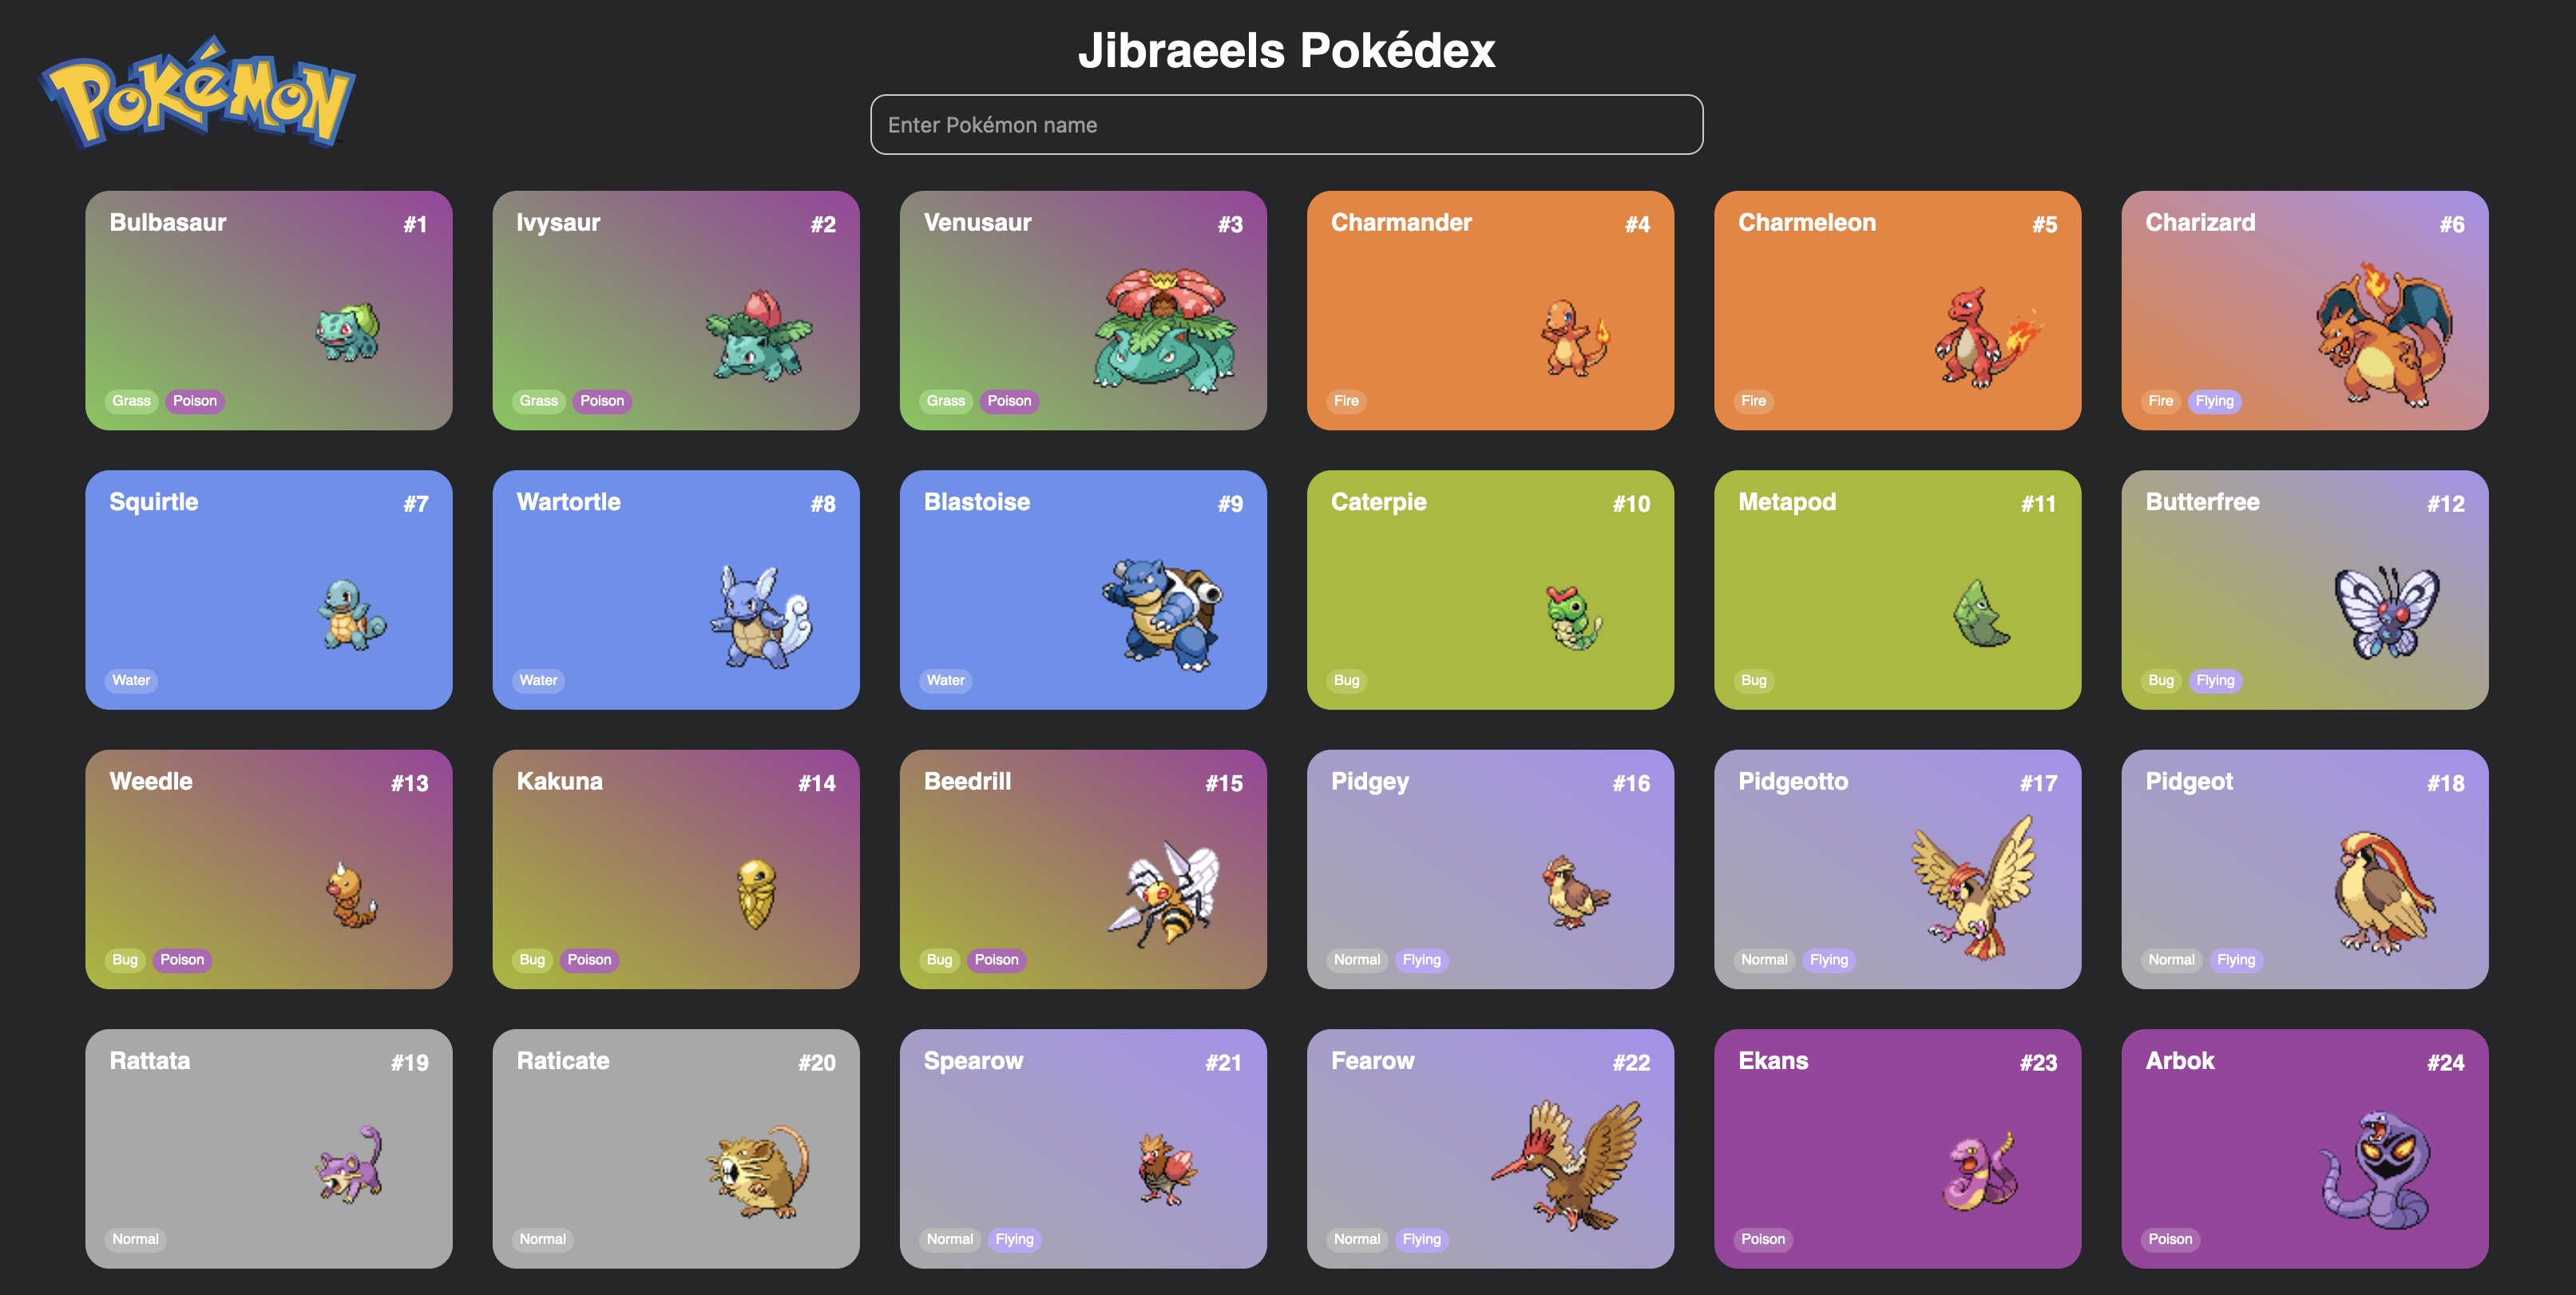 POKéMON
Jibraeels Pokédex
Enter Pokémon name
Bulbasaur #1
Grass Poison
Ivysaur #2
Grass Poison
Venusaur #3
Grass Poison
Charmander #4
Fire
Charmeleon #5
Fire
Charizard #6
Fire Flying
Squirtle #7
Water
Wartortle #8
Water
Blastoise #9
Water
Caterpie #10
Bug
Metapod #11
Bug
Butterfree #12
Bug Flying
Weedle #13
Bug Poison
Kakuna #14
Bug Poison
Beedrill #15
Bug Poison
Pidgey #16
Normal Flying
Pidgeotto #17
Normal Flying
Pidgeot #18
Normal Flying
Rattata #19
Normal
Raticate #20
Normal
Spearow #21
Normal Flying
Fearow #22
Normal Flying
Ekans #23
Poison
Arbok #24
Poison